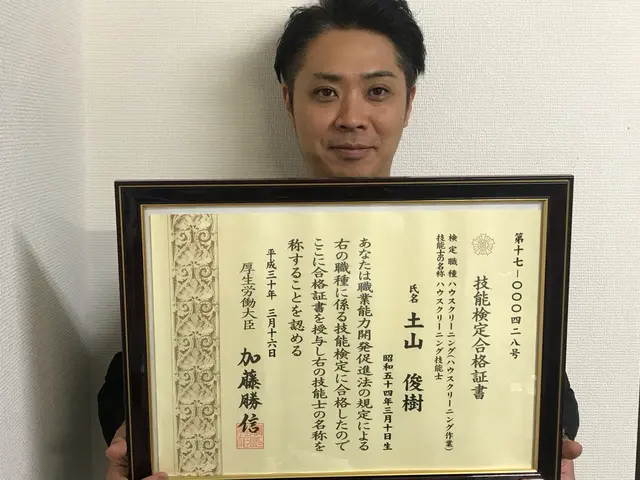 第十七-〇〇〇四二八号
技能検定合格証書
検定職種 ハウスクリーニング(ハウスクリーニング作業)
技能士の名称 ハウスクリーニング技能士
氏名 土山 俊樹
昭和五十四年三月十日生
あなたは職業能力開発促進法の規定による
右の職種に係る技能検定に合格したので
ここに合格証書を授与し右の技能士の名称を
称することを認める
平成三十年 三月十六日
厚生労働大臣 加藤勝信